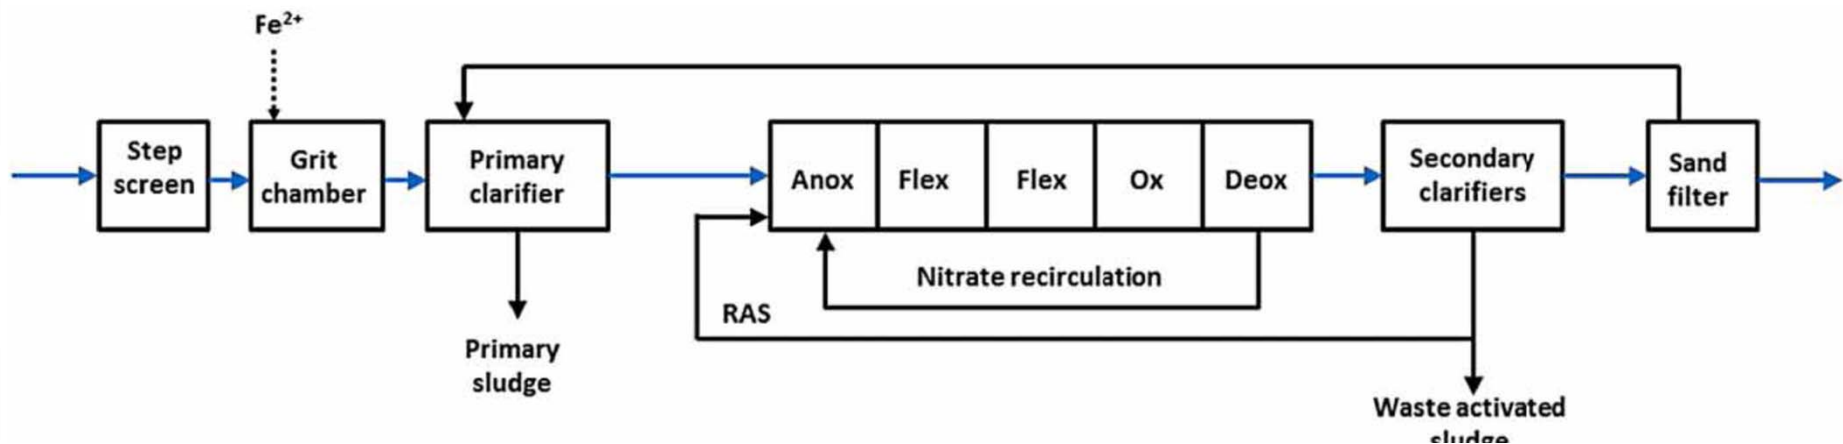 Fe²⁺
Step
screen
Grit
chamber
Primary
clarifier
Anox
Flex
Flex
Ox
Deox
Secondary
clarifiers
Sand
filter
Nitrate recirculation
RAS
Primary
sludge
Waste activated
sludge